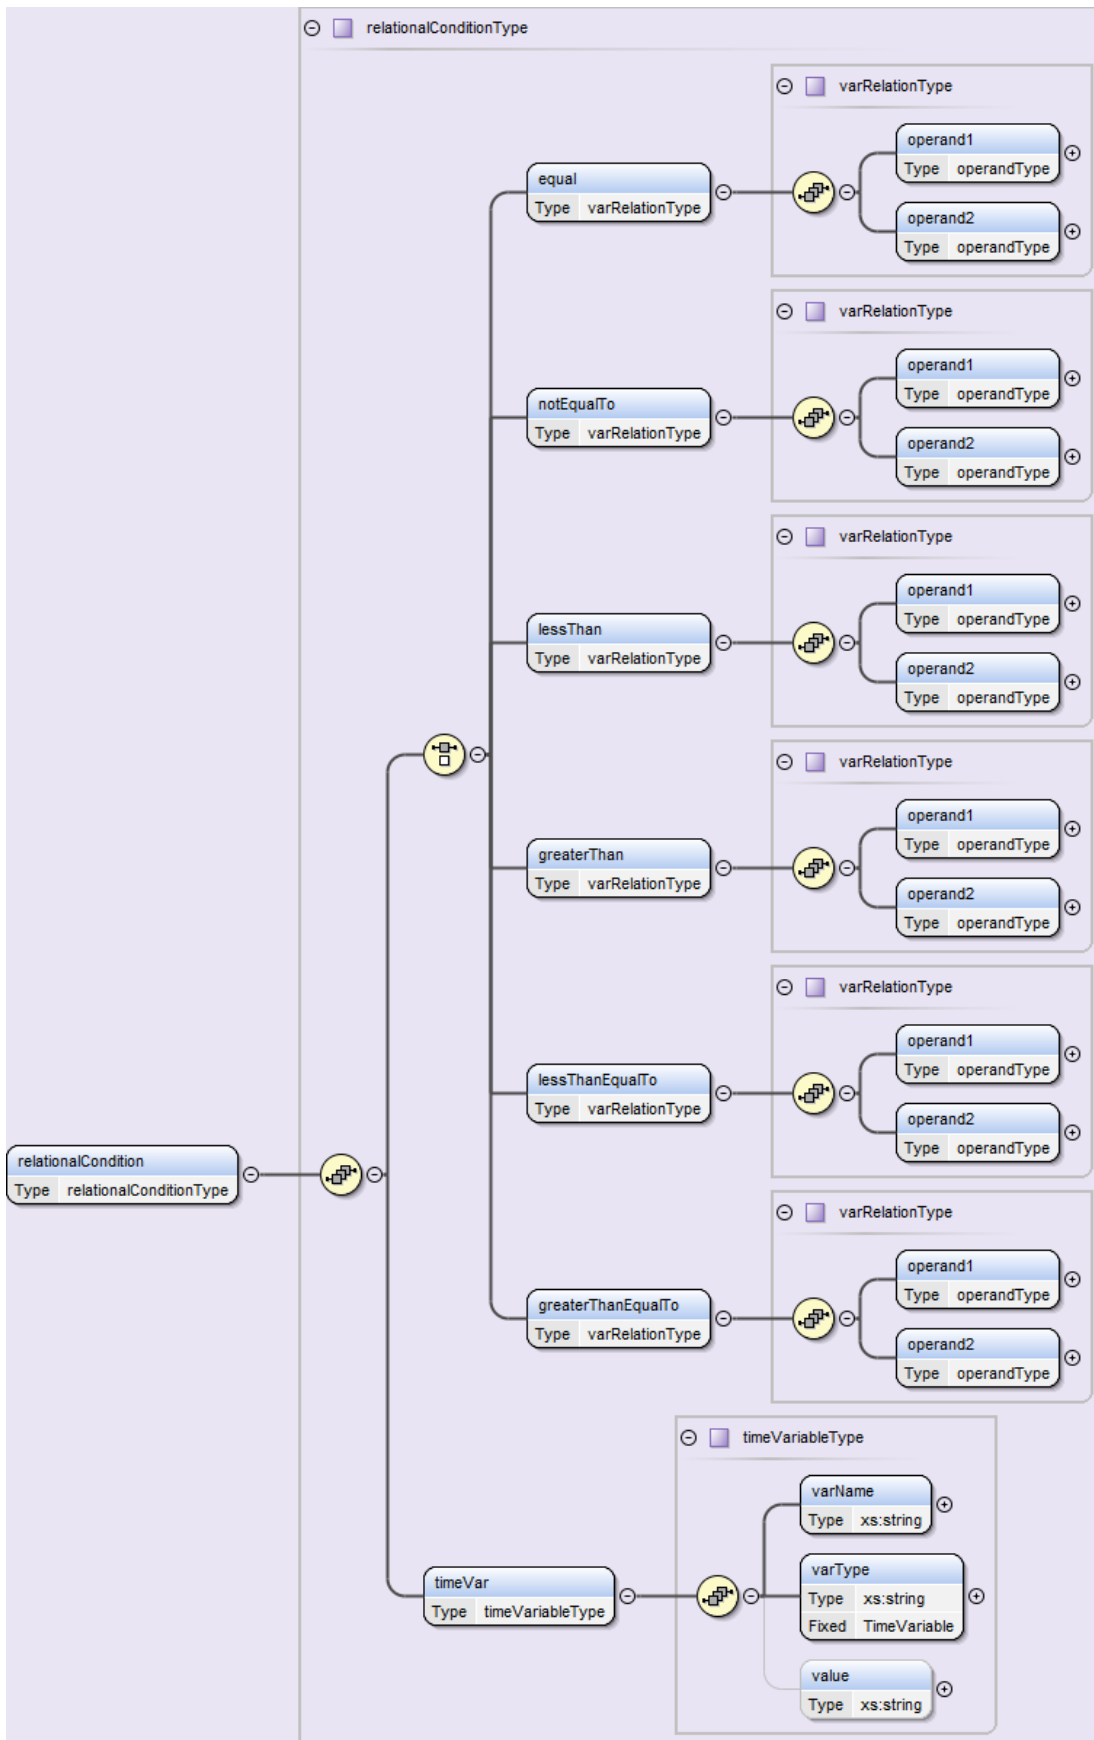 relationalConditionType
varRelationType
operand1
Type operandType
equal
Type varRelationType
operand2
Type operandType
varRelationType
operand1
Type operandType
notEqualTo
Type varRelationType
operand2
Type operandType
varRelationType
operand1
Type operandType
lessThan
Type varRelationType
operand2
Type operandType
varRelationType
operand1
Type operandType
greaterThan
Type varRelationType
operand2
Type operandType
varRelationType
operand1
Type operandType
lessThanEqualTo
Type varRelationType
operand2
Type operandType
relationalCondition
Type relationalConditionType
varRelationType
operand1
Type operandType
greaterThanEqualTo
Type varRelationType
operand2
Type operandType
timeVariableType
varName
Type xs:string
timeVar
Type timeVariableType
varType
Type xs:string
Fixed TimeVariable
value
Type xs:string